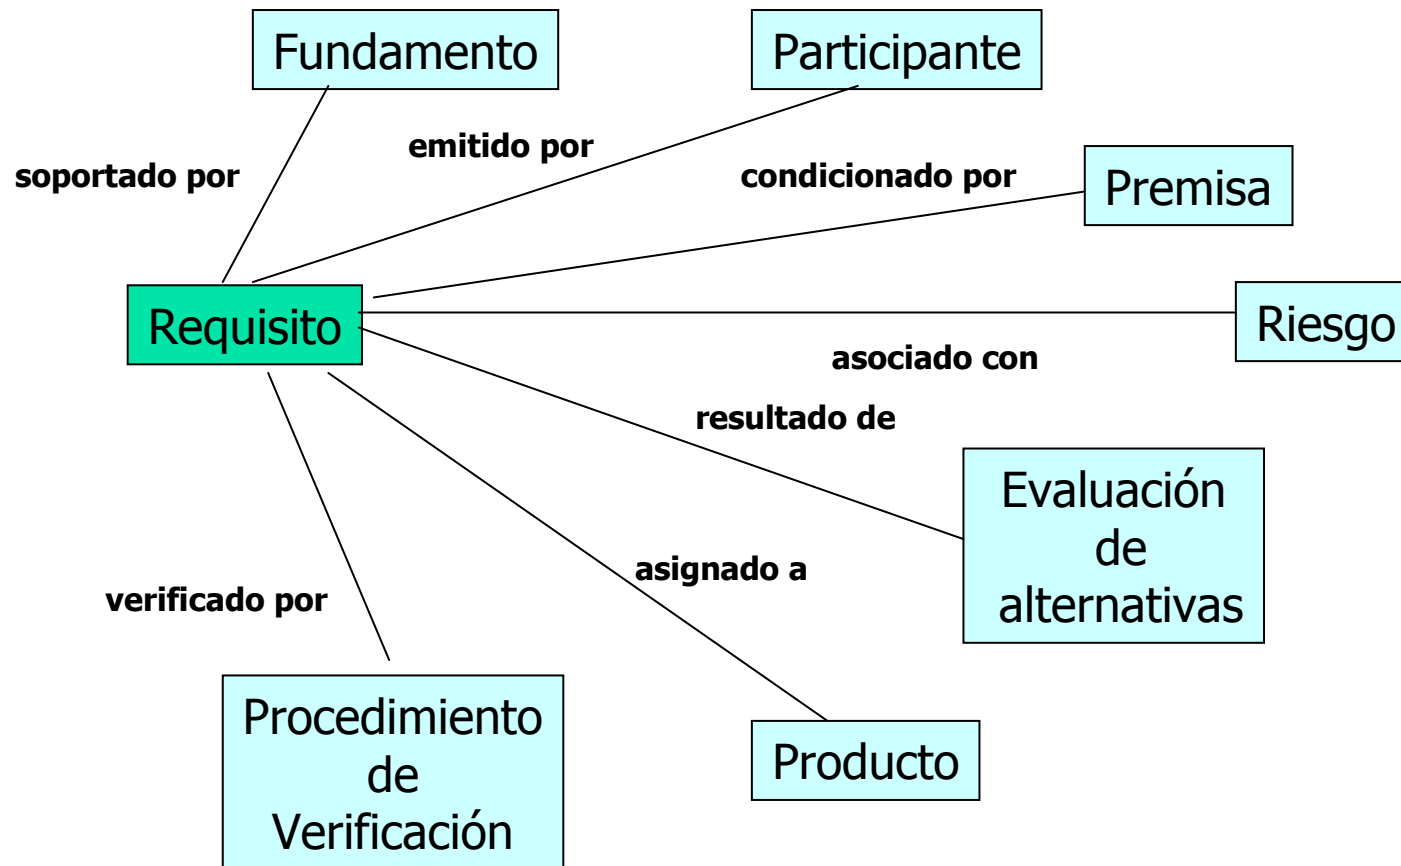 Fundamento
Participante
emitido por
soportado por
condicionado por
Premisa
Requisito
Riesgo
asociado con
resultado de
Evaluación
de
alternativas
asignado a
verificado por
Procedimiento
de
Verificación
Producto